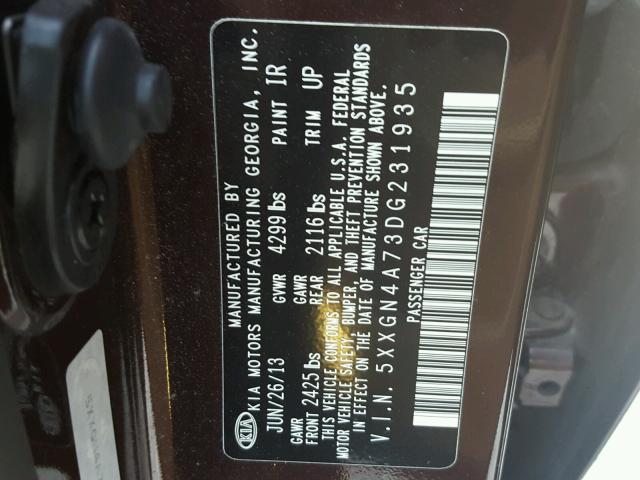 MANUFACTURED BY
KIA KIA MOTORS MANUFACTURING GEORGIA, INC.
JUN/26/13 GVWR 4299 lbs PAINT IR
GAWR FRONT 2425 lbs GAWR REAR 2116 lbs TRIM UP
THIS VEHICLE CONFORMS TO ALL APPLICABLE U.S.A. FEDERAL
MOTOR VEHICLE SAFETY, BUMPER, AND THEFT PREVENTION STANDARDS
IN EFFECT ON THE DATE OF MANUFACTURE SHOWN ABOVE.
V.I.N. 5XXGN4A73DG231935
PASSENGER CAR